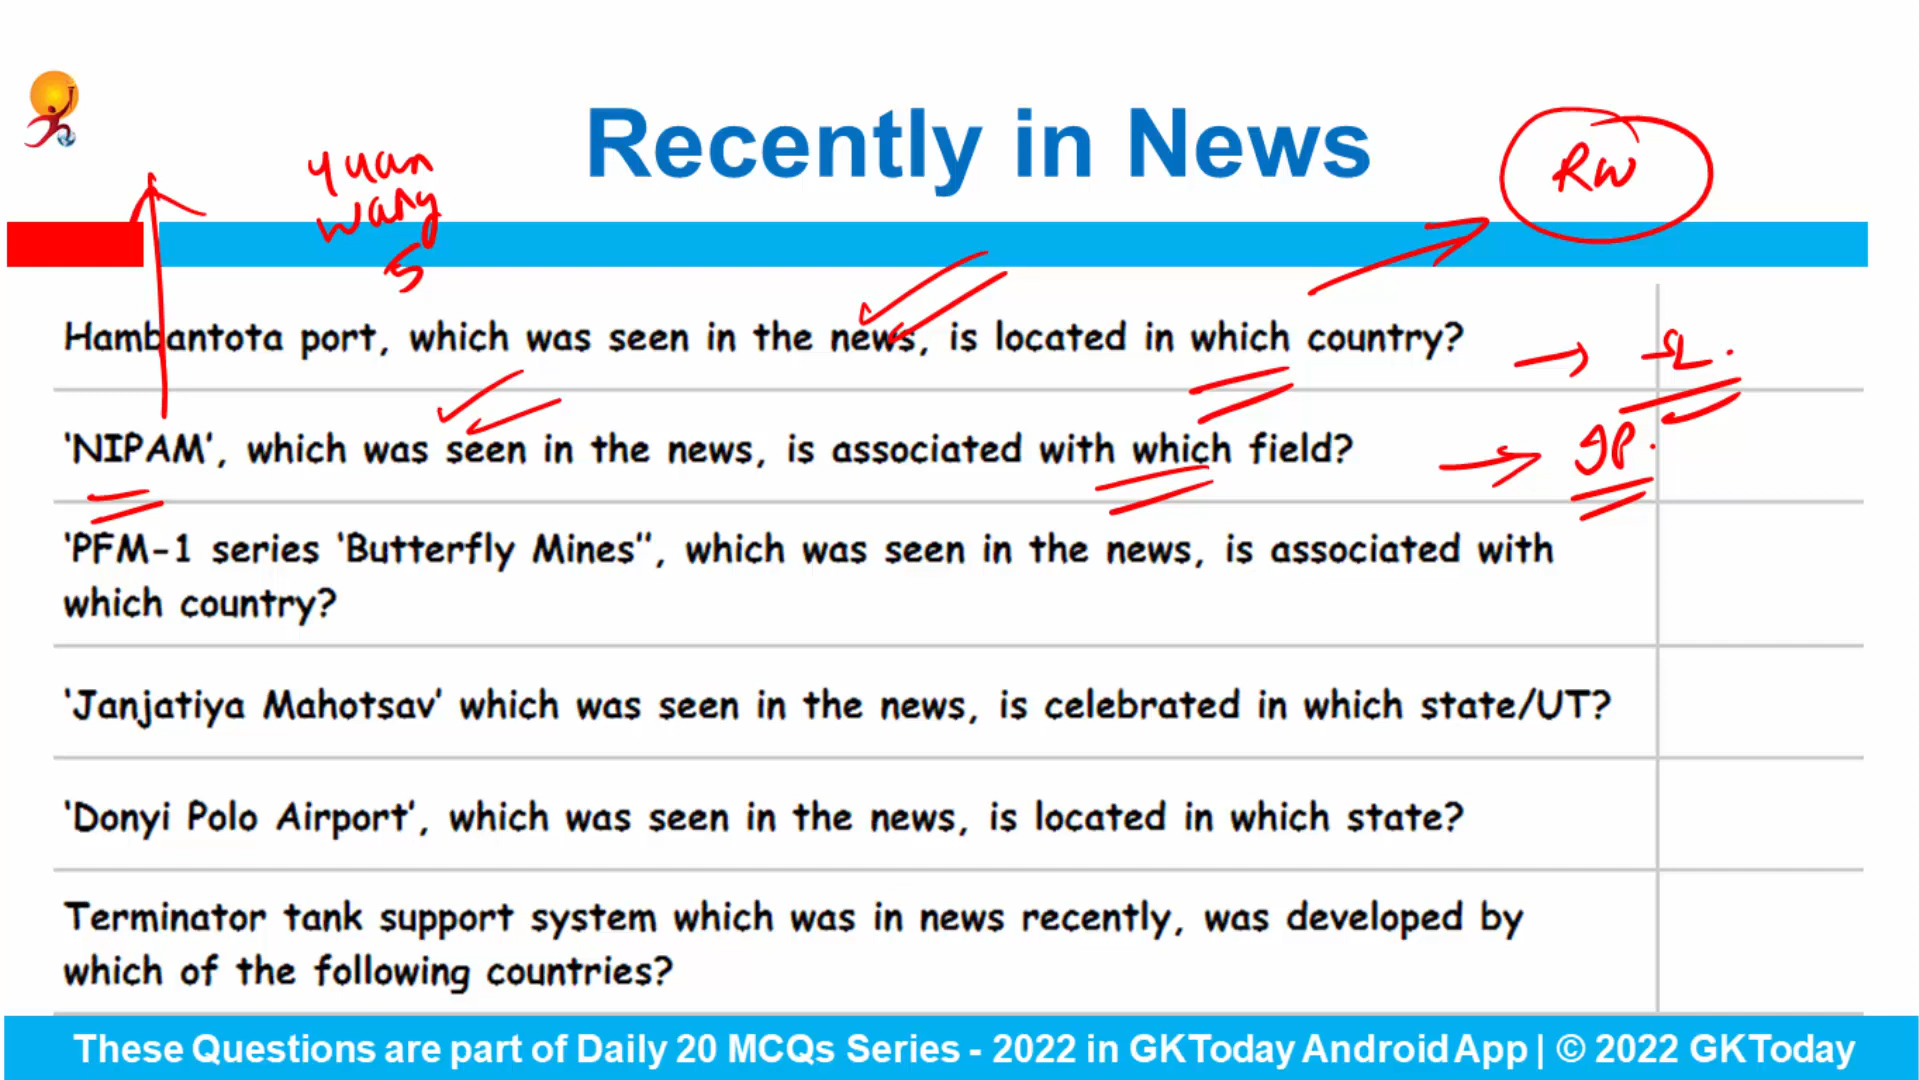 Recently in News
RW
Yuan
Wang
5
Hambantota port, which was seen in the news, is located in which country?
SL.
'NIPAM', which was seen in the news, is associated with which field?
IP.
'PFM-1 series 'Butterfly Mines'', which was seen in the news, is associated with
which country?
'Janjatiya Mahotsav' which was seen in the news, is celebrated in which state/UT?
'Donyi Polo Airport', which was seen in the news, is located in which state?
Terminator tank support system which was in news recently, was developed by
which of the following countries?
These Questions are part of Daily 20 MCQs Series - 2022 in GKToday Android App | © 2022 GKToday